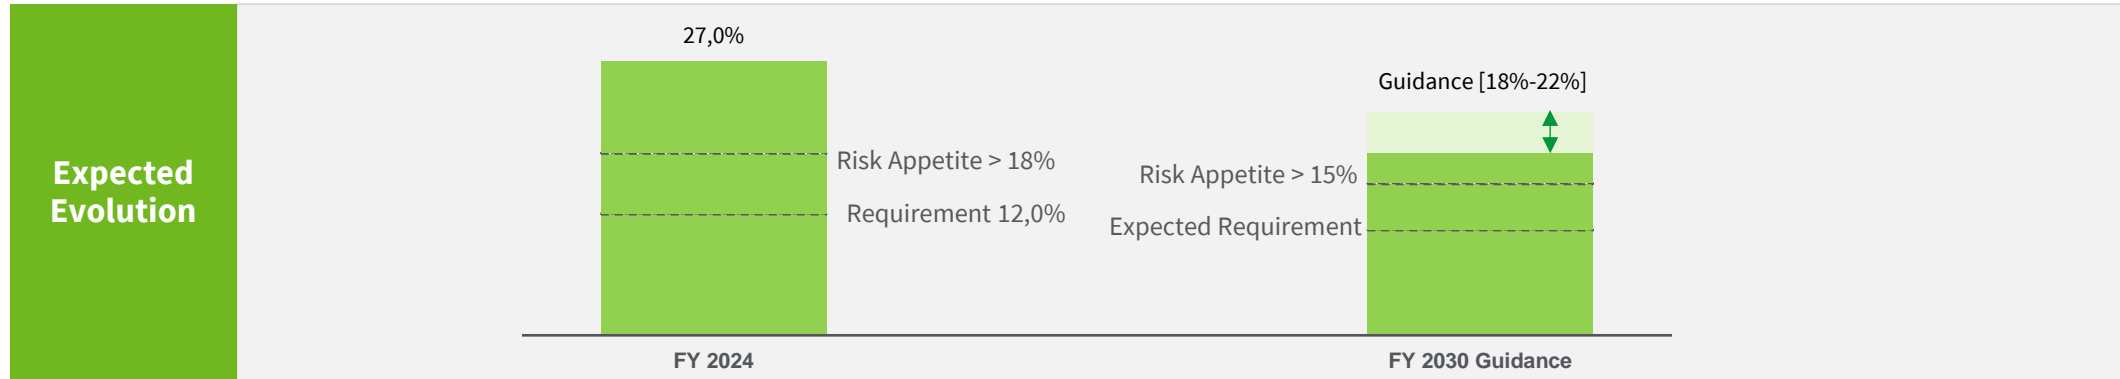 Expected
Evolution
27,0%
Risk Appetite > 18%
Requirement 12,0%
FY 2024
Guidance [18%-22%]
Risk Appetite > 15%
Expected Requirement
FY 2030 Guidance